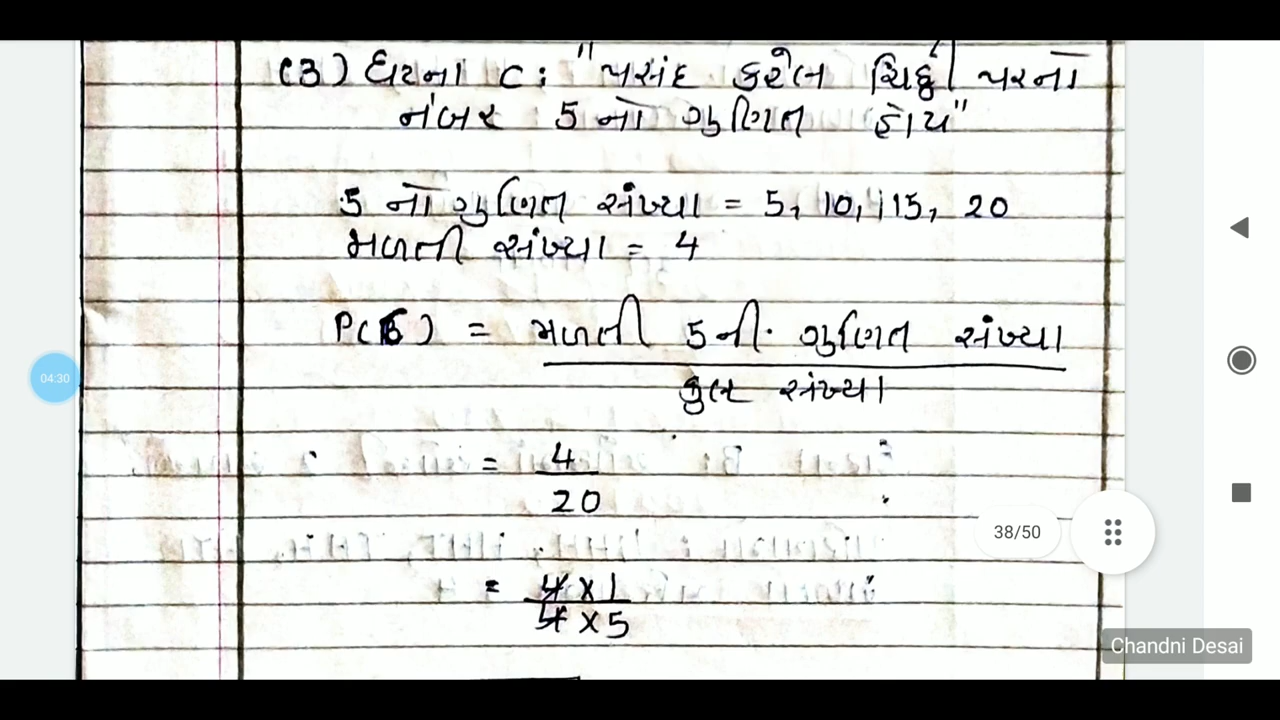 (3) ઘટના C : "પસંદ કરેલ ચિઠ્ઠી પરનો
નંબર 5 નો ગુણિત હોય"
5 નો ગુણિત સંખ્યા = 5, 10, 15, 20
મળતી સંખ્યા = 4
04:30
P( ) = મળતી 5 ની ગુણિત સંખ્યા
કુલ સંખ્યા
= 4
20
38/50
= 4 × 1
4 × 5
Chandni Desai